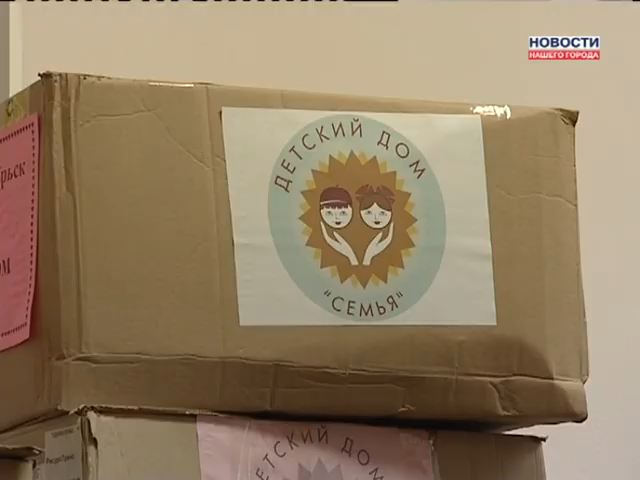 НОВОСТИ
НАШЕГО ГОРОДА
ДЕТСКИЙ ДОМ
"СЕМЬЯ"
ДЕТСКИЙ ДОМ